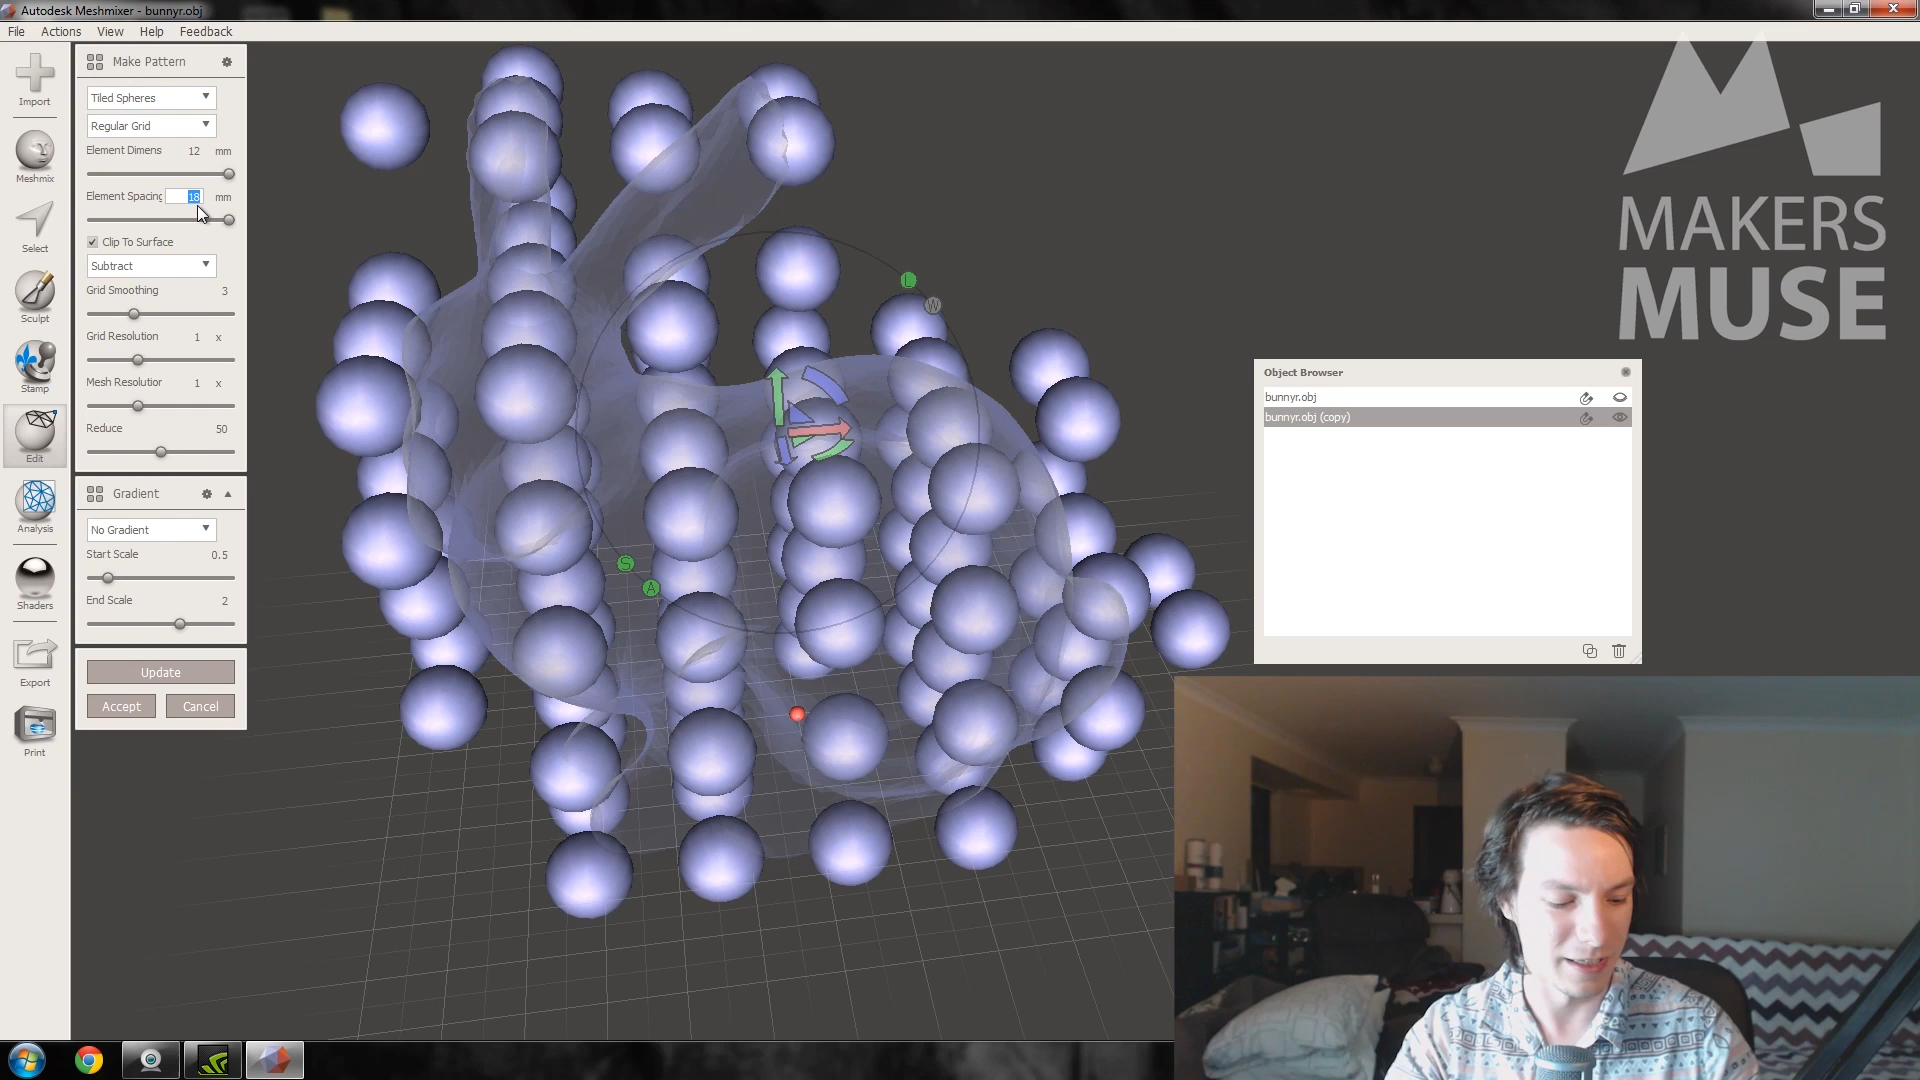 Autodesk Meshmixer - bunnyr.obj
File Actions View Help Feedback
Import
Meshmix
Select
Sculpt
Stamp
Edit
Analysis
Shaders
Export
Print
Make Pattern
Tiled Spheres
Regular Grid
Element Dimens 12 mm
Element Spacing 18 mm
Clip To Surface
Subtract
Grid Smoothing 3
Grid Resolution 1 x
Mesh Resolution 1 x
Reduce 50
Gradient
No Gradient
Start Scale 0.5
End Scale 2
Update
Accept Cancel
L
W
S
A
MAKERS
MUSE
Object Browser
bunnyr.obj
bunnyr.obj (copy)